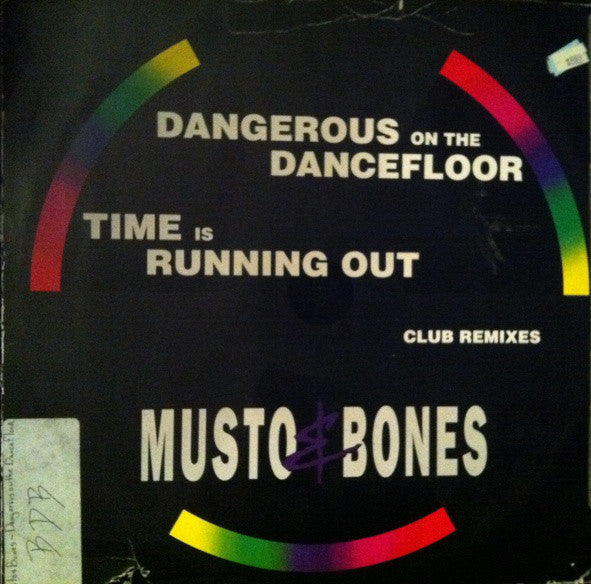 DANGEROUS ON THE
DANCEFLOOR
TIME IS
RUNNING OUT
CLUB REMIXES
MUSTO & BONES